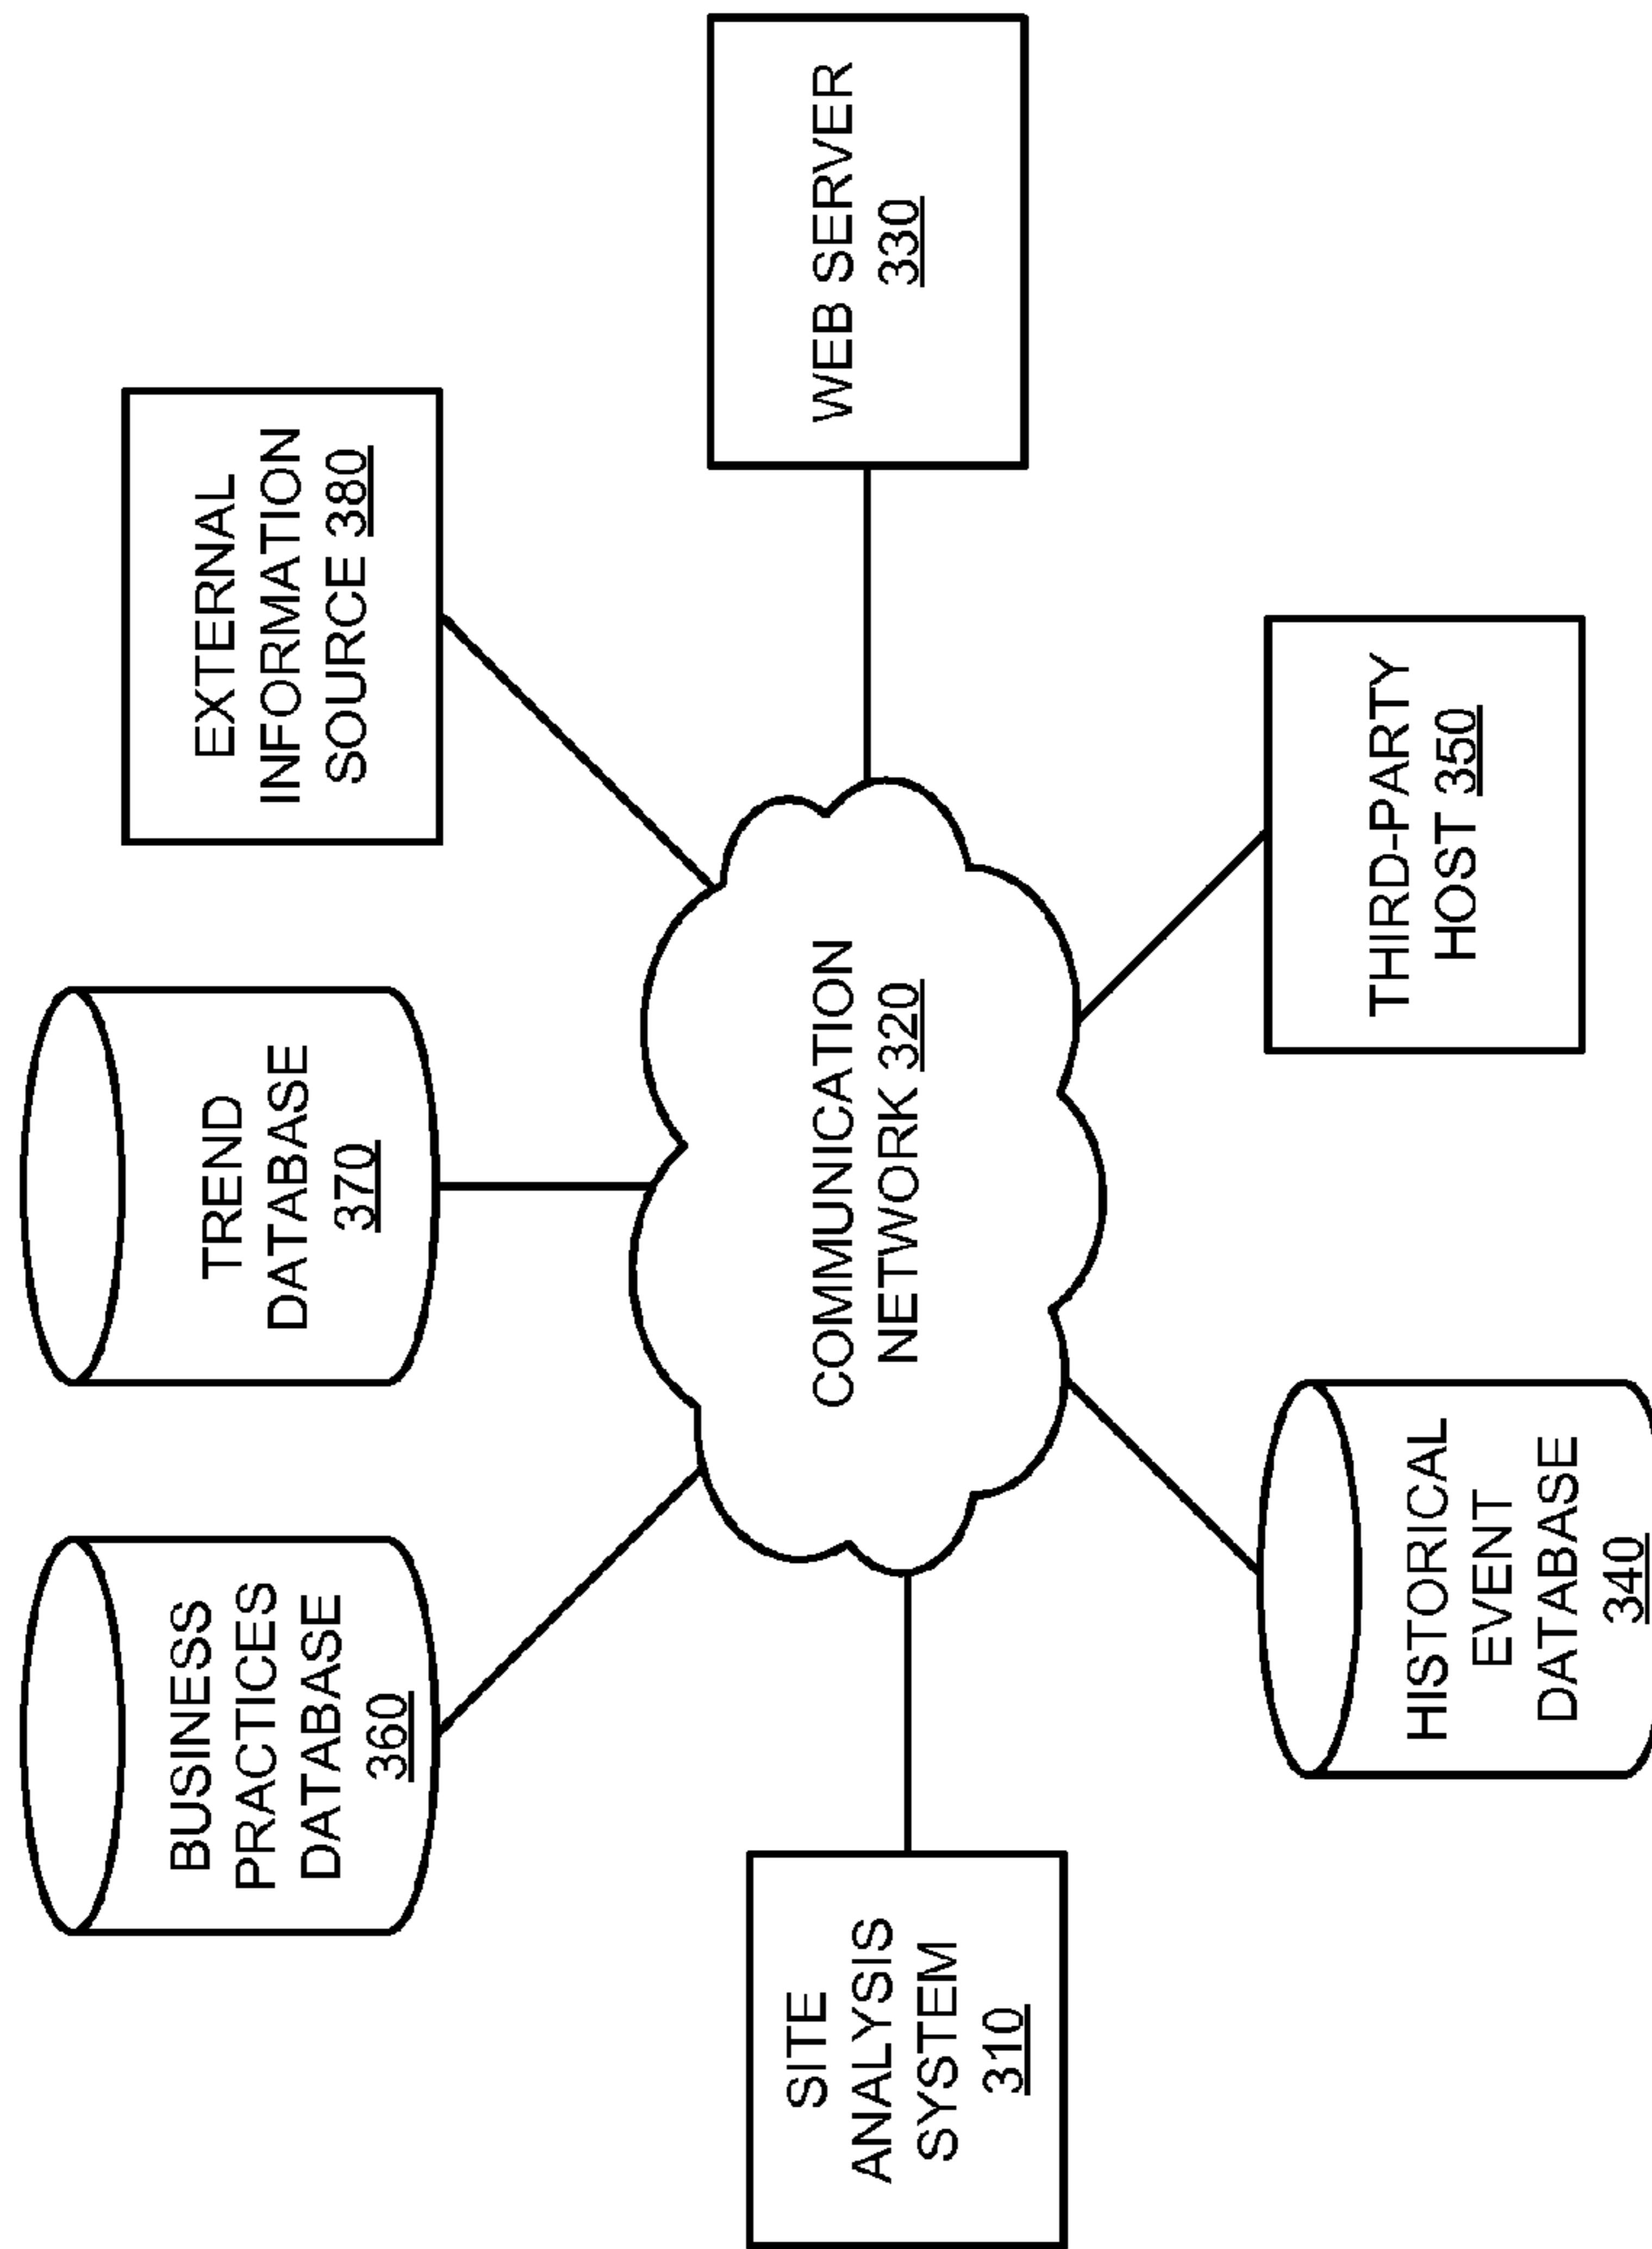 BUSINESS
PRACTICES
DATABASE
360
TREND
DATABASE
370
EXTERNAL
INFORMATION
SOURCE 380
SITE
ANALYSIS
SYSTEM
310
COMMUNICATION
NETWORK 320
WEB SERVER
330
HISTORICAL
EVENT
DATABASE
340
THIRD-PARTY
HOST 350